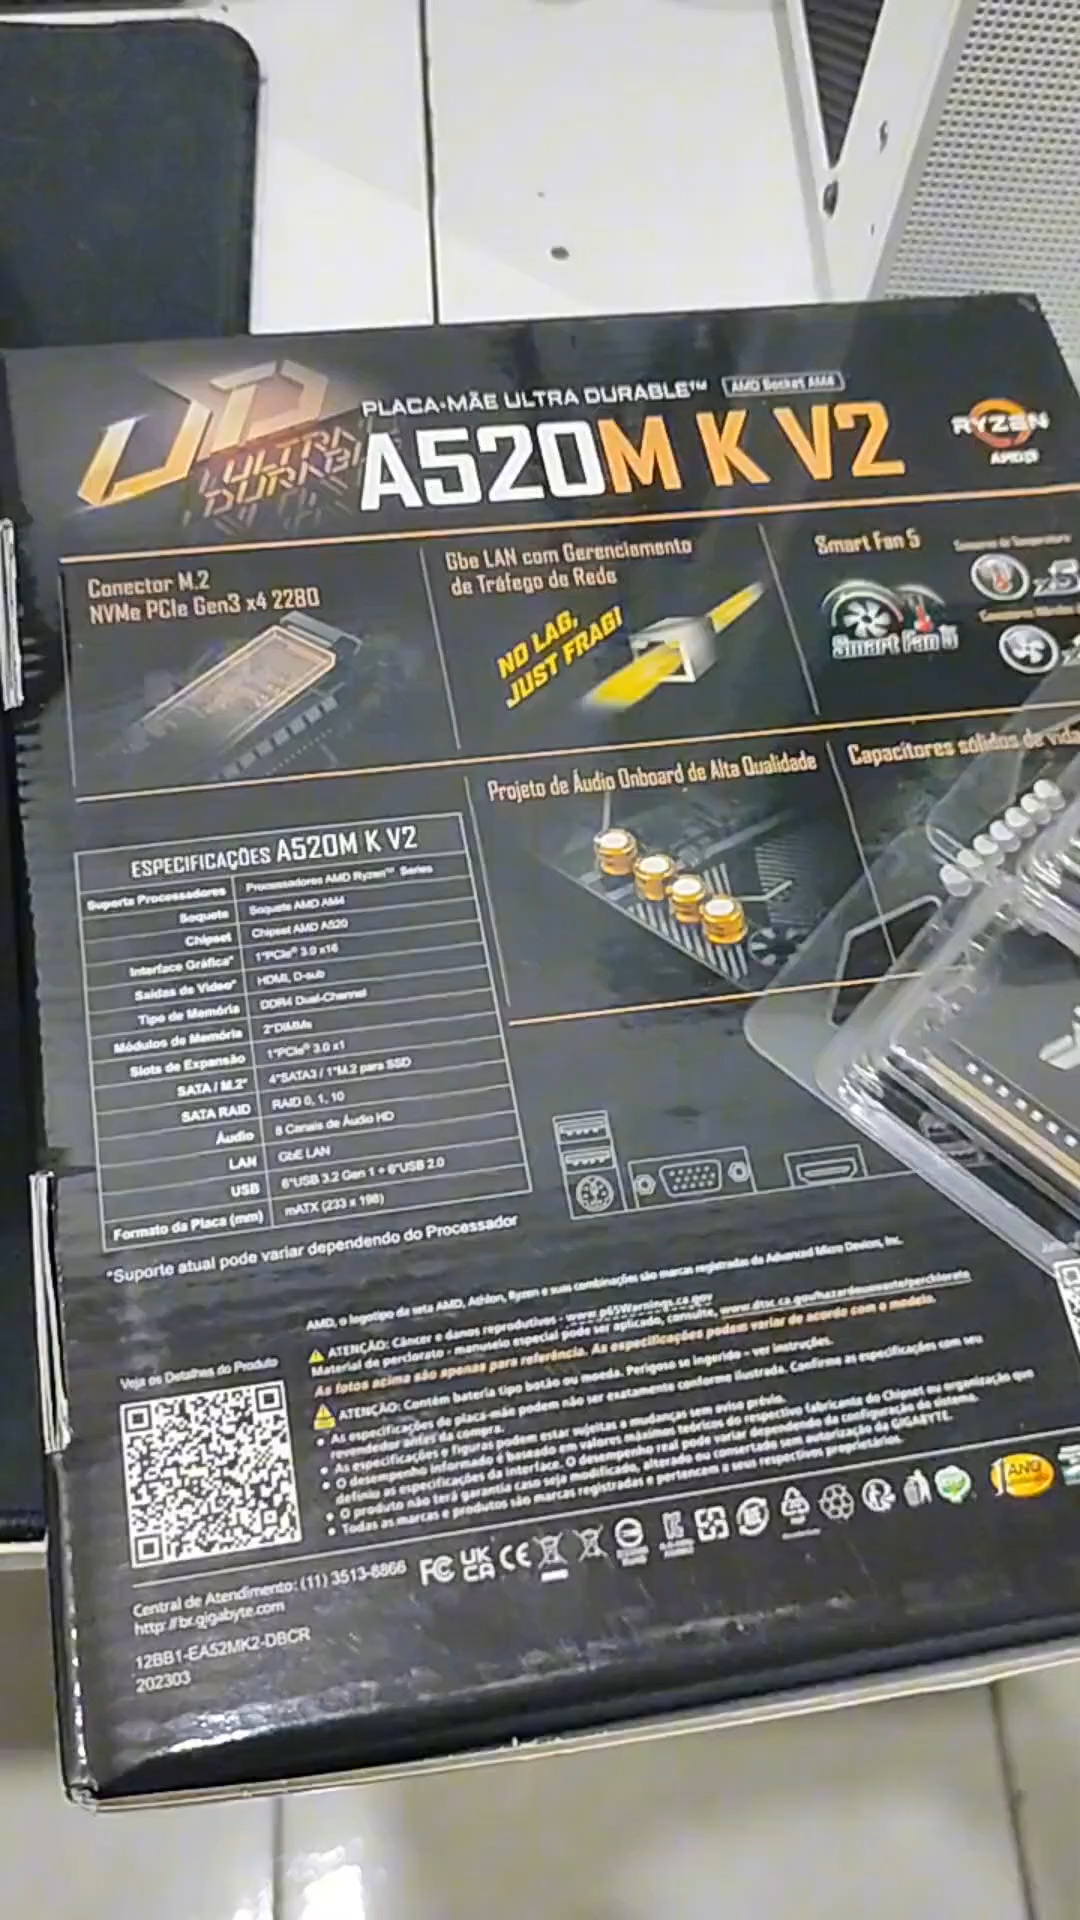 ULTRA
DURABLE
PLACA-MÃE ULTRA DURABLE™ AMD Socket AM4
A520M K V2
RYZEN
AMD
Conector M.2
NVMe PCIe Gen3 x4 2280
Gbe LAN com Gerenciamento
de Tráfego de Rede
NO LAG,
JUST FRAG!
Smart Fan 5
Smart Fan 5
x5
Projeto de Áudio Onboard de Alta Qualidade
Capacitores sólidos de vida
ESPECIFICAÇÕES A520M K V2
Suporte Processadores Processadores AMD Ryzen™ Series
Soquete Soquete AMD AM4
Chipset Chipset AMD A520
Interface Gráfica* 1*PCIe® 3.0 x16
Saídas de Vídeo* HDMI, D-sub
Tipo de Memória DDR4 Dual-Channel
Módulos de Memória 2*DIMMs
Slots de Expansão 1*PCIe® 3.0 x1
SATA / M.2* 4*SATA3 / 1*M.2 para SSD
SATA RAID RAID 0, 1, 10
Áudio 8 Canais de Áudio HD
LAN GbE LAN
USB 6*USB 3.2 Gen 1 + 6*USB 2.0
Formato da Placa (mm) mATX (233 x 198)
*Suporte atual pode variar dependendo do Processador
AMD, o logotipo da seta AMD, Athlon, Ryzen e suas combinações são marcas registradas da Advanced Micro Devices, Inc.
ATENÇÃO: Câncer e danos reprodutivos - www.p65Warnings.ca.gov
Material de perclorato - manuseio especial pode ser aplicado, consulte, www.dtsc.ca.gov/hazardouswaste/perchlorate
As fotos acima são apenas para referência. As especificações podem variar de acordo com o modelo.
ATENÇÃO: Contém bateria tipo botão ou moeda. Perigoso se ingerido - ver instruções.
• As especificações de placa-mãe podem não ser exatamente conforme ilustrada. Confirme as especificações com seu
revendedor antes da compra.
• As especificações e figuras podem estar sujeitas a mudanças sem aviso prévio.
• O desempenho informado é baseado em valores máximos teóricos do respectivo fabricante do Chipset ou organização que
definiu as especificações da interface. O desempenho real pode variar dependendo da configuração do sistema.
• O produto não terá garantia caso seja modificado, alterado ou consertado sem autorização da GIGABYTE.
• Todas as marcas e produtos são marcas registradas e pertencem a seus respectivos proprietários.
Veja os Detalhes do Produto
FC UK CA CE
Central de Atendimento: (11) 3513-8866
http://br.gigabyte.com
12BB1-EA52MK2-DBCR
202303